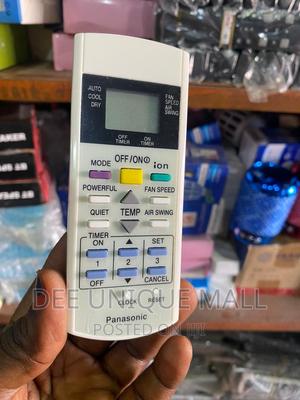 AUTO
COOL
DRY
FAN
SPEED
AIR
SWING
OFF
TIMER
ON
TIMER
MODE
OFF/ON
ion
POWERFUL
FAN SPEED
QUIET
TEMP
AIR SWING
TIMER
ON
SET
1
2
3
OFF
CANCEL
DEE UNIQUE MALL
CLOCK
RESET
POSTED ON
Panasonic